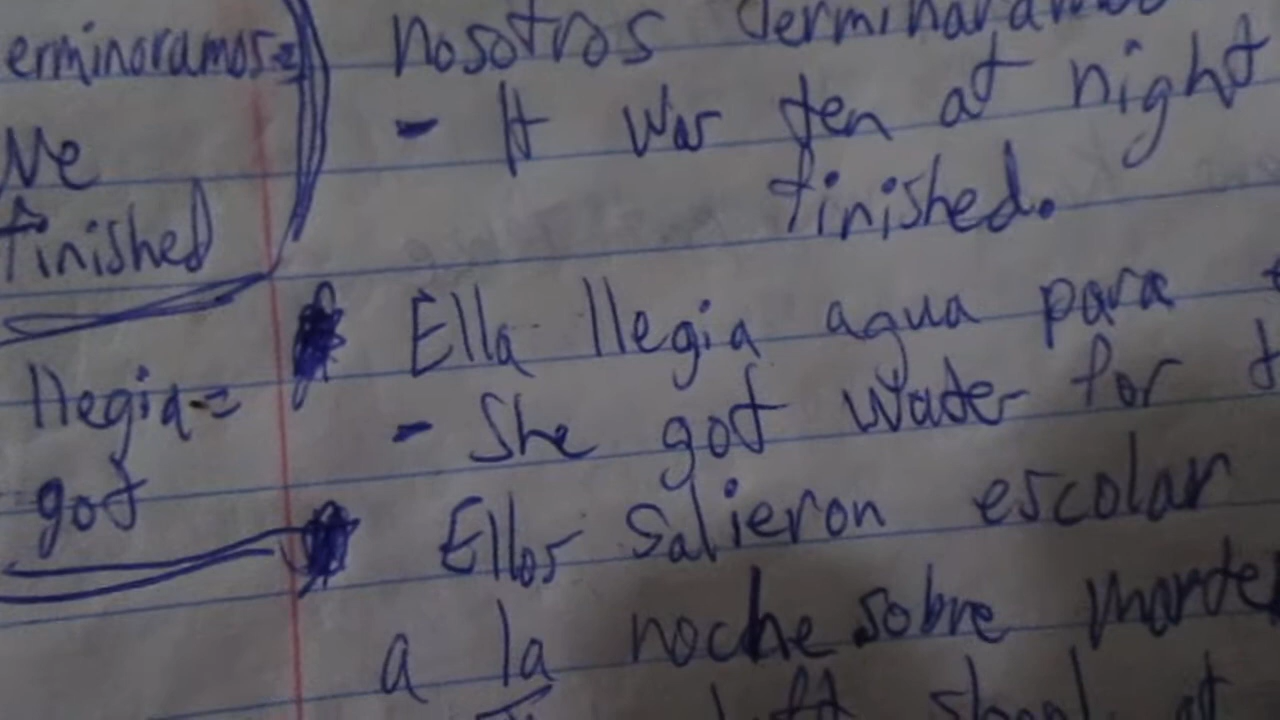 erminaramos= nosotros
- It was ten at night
We
finished.
finished
Ella llegia agua para
llegia=
- She got water for
got
Ellos salieron escolar
a la noche sobre
at